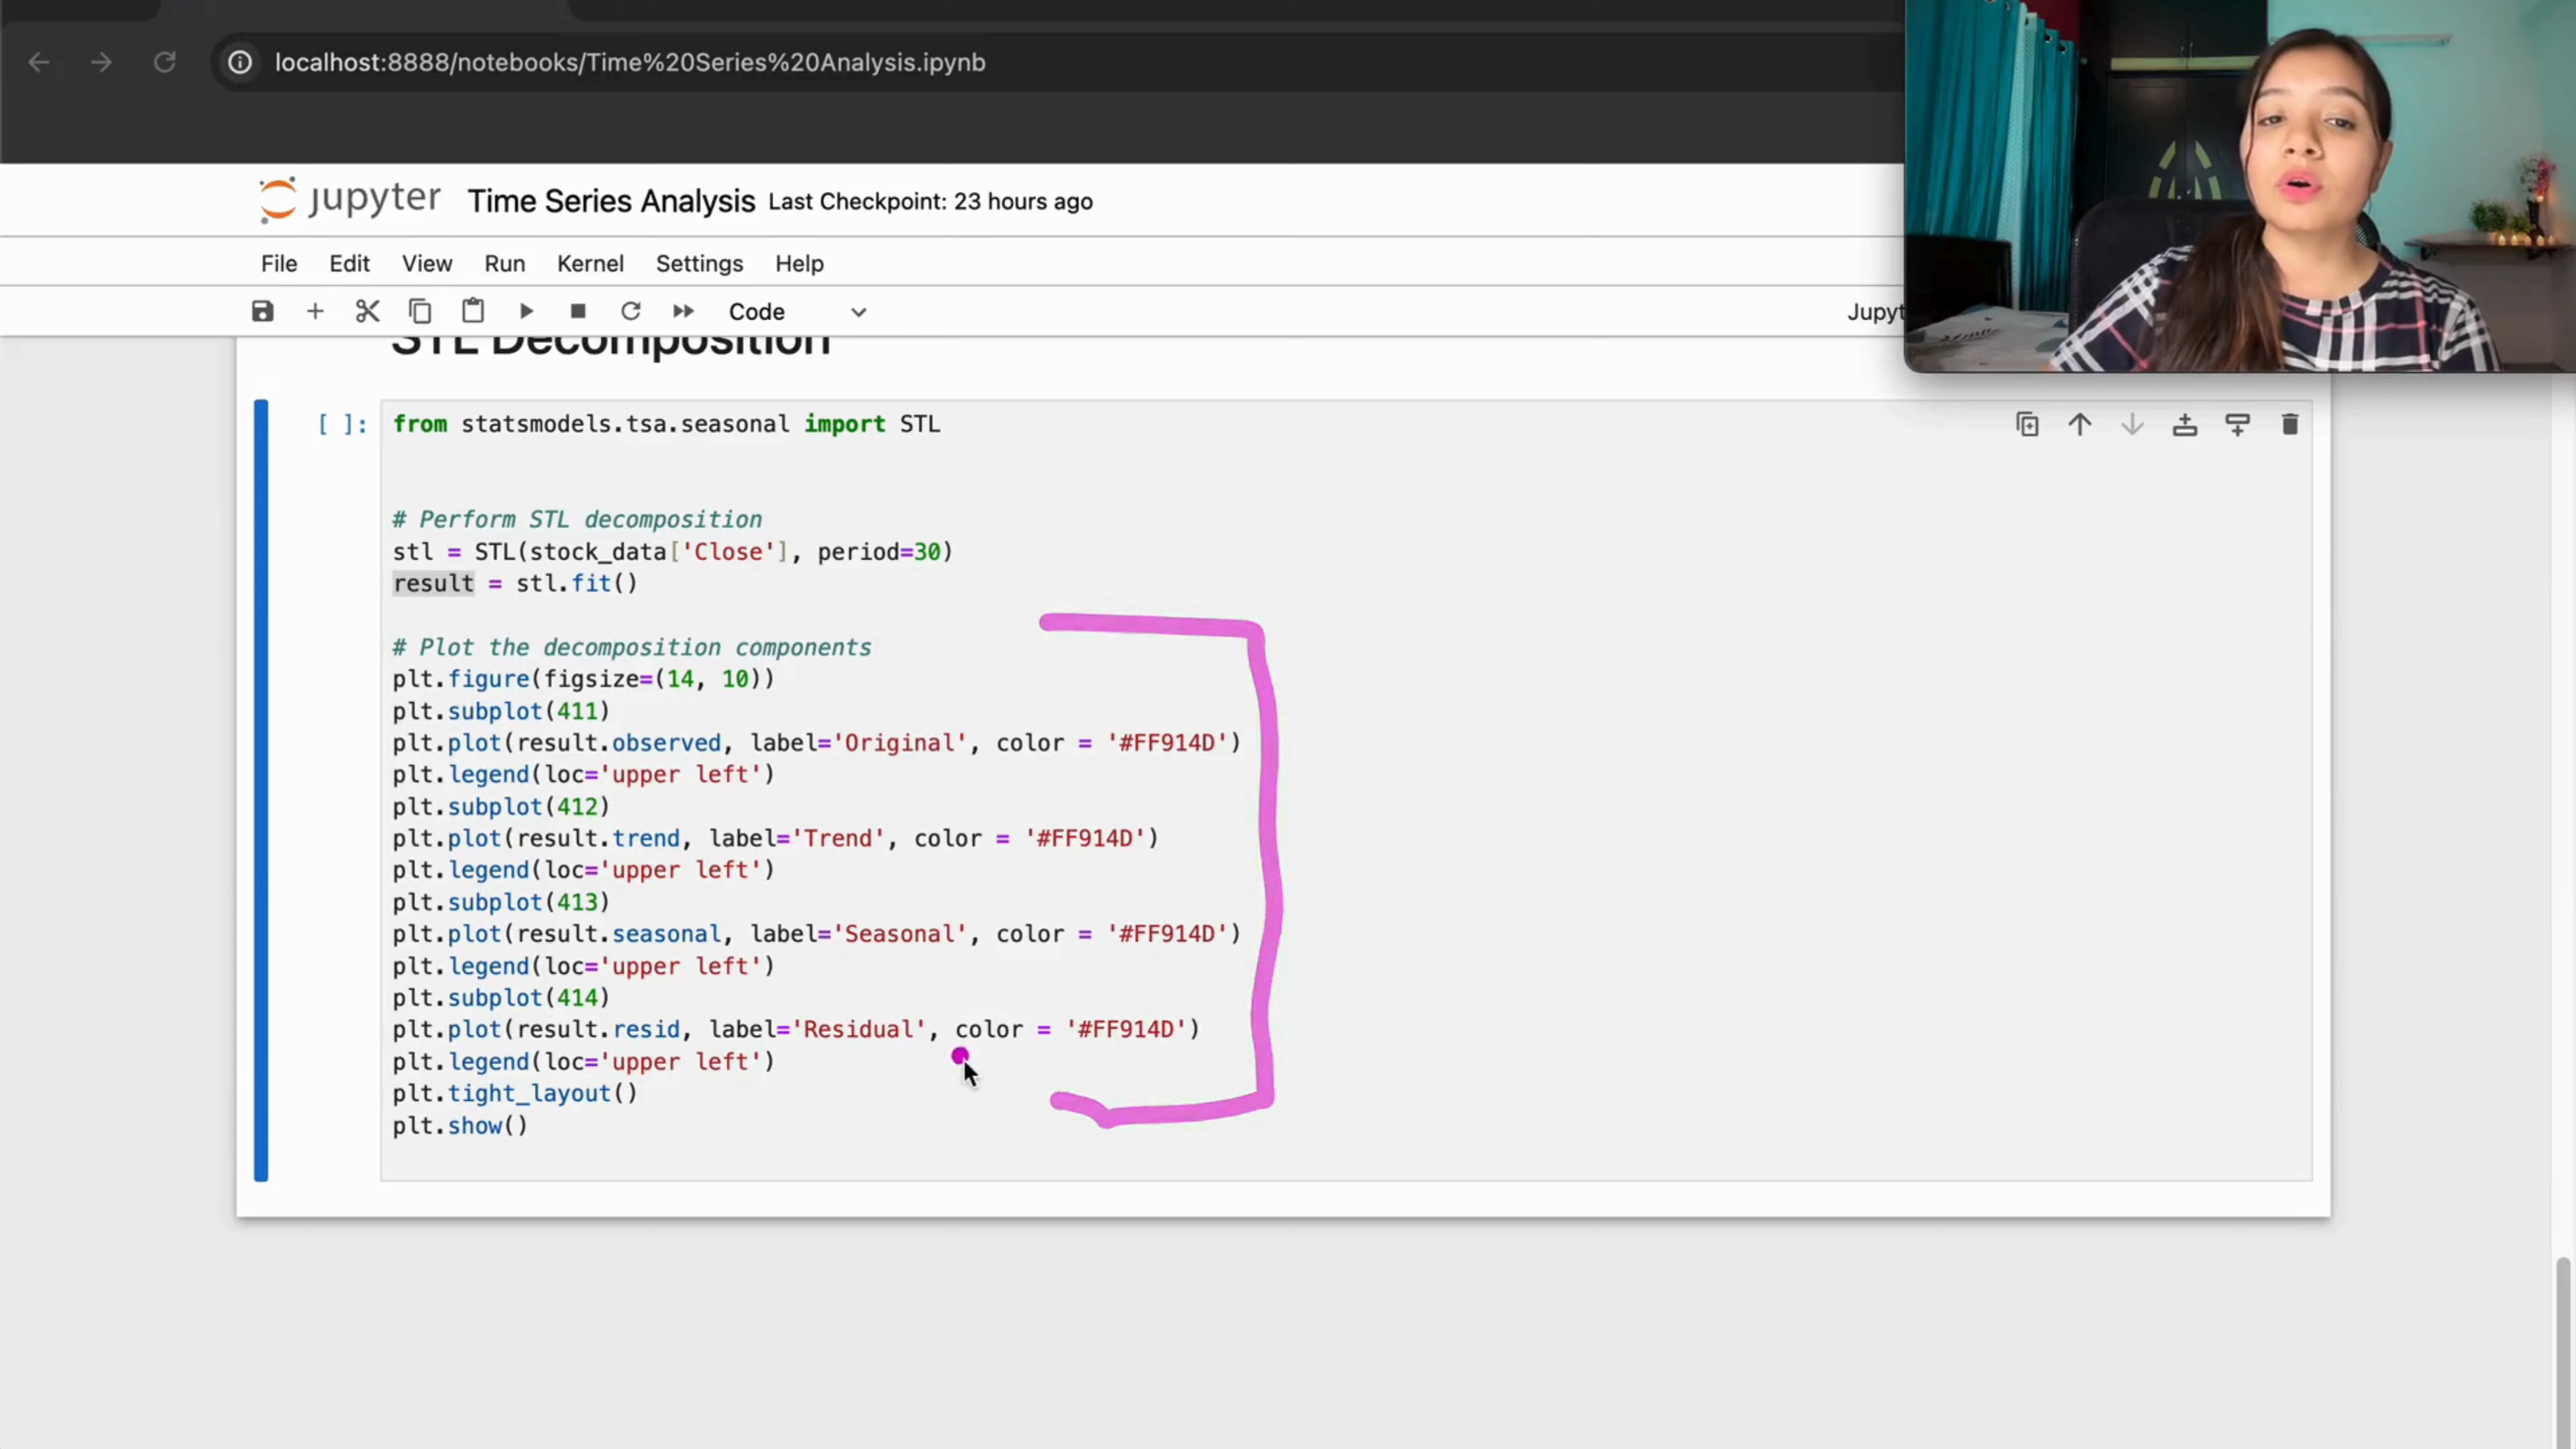 localhost:8888/notebooks/Time%20Series%20Analysis.ipynb
jupyter Time Series Analysis Last Checkpoint: 23 hours ago
File Edit View Run Kernel Settings Help
Code Jupyt
STL Decomposition
[ ]: from statsmodels.tsa.seasonal import STL
# Perform STL decomposition
stl = STL(stock_data['Close'], period=30)
result = stl.fit()
# Plot the decomposition components
plt.figure(figsize=(14, 10))
plt.subplot(411)
plt.plot(result.observed, label='Original', color = '#FF914D')
plt.legend(loc='upper left')
plt.subplot(412)
plt.plot(result.trend, label='Trend', color = '#FF914D')
plt.legend(loc='upper left')
plt.subplot(413)
plt.plot(result.seasonal, label='Seasonal', color = '#FF914D')
plt.legend(loc='upper left')
plt.subplot(414)
plt.plot(result.resid, label='Residual', color = '#FF914D')
plt.legend(loc='upper left')
plt.tight_layout()
plt.show()